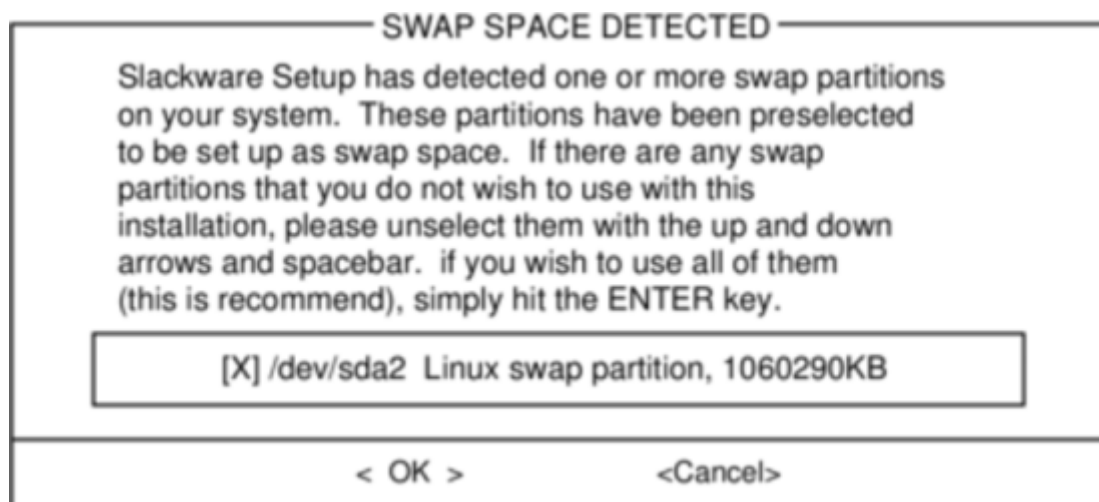 SWAP SPACE DETECTED
Slackware Setup has detected one or more swap partitions
on your system. These partitions have been preselected
to be set up as swap space. If there are any swap
partitions that you do not wish to use with this
installation, please unselect them with the up and down
arrows and spacebar. if you wish to use all of them
(this is recommend), simply hit the ENTER key.
[X] /dev/sda2 Linux swap partition, 1060290KB
< OK > <Cancel>